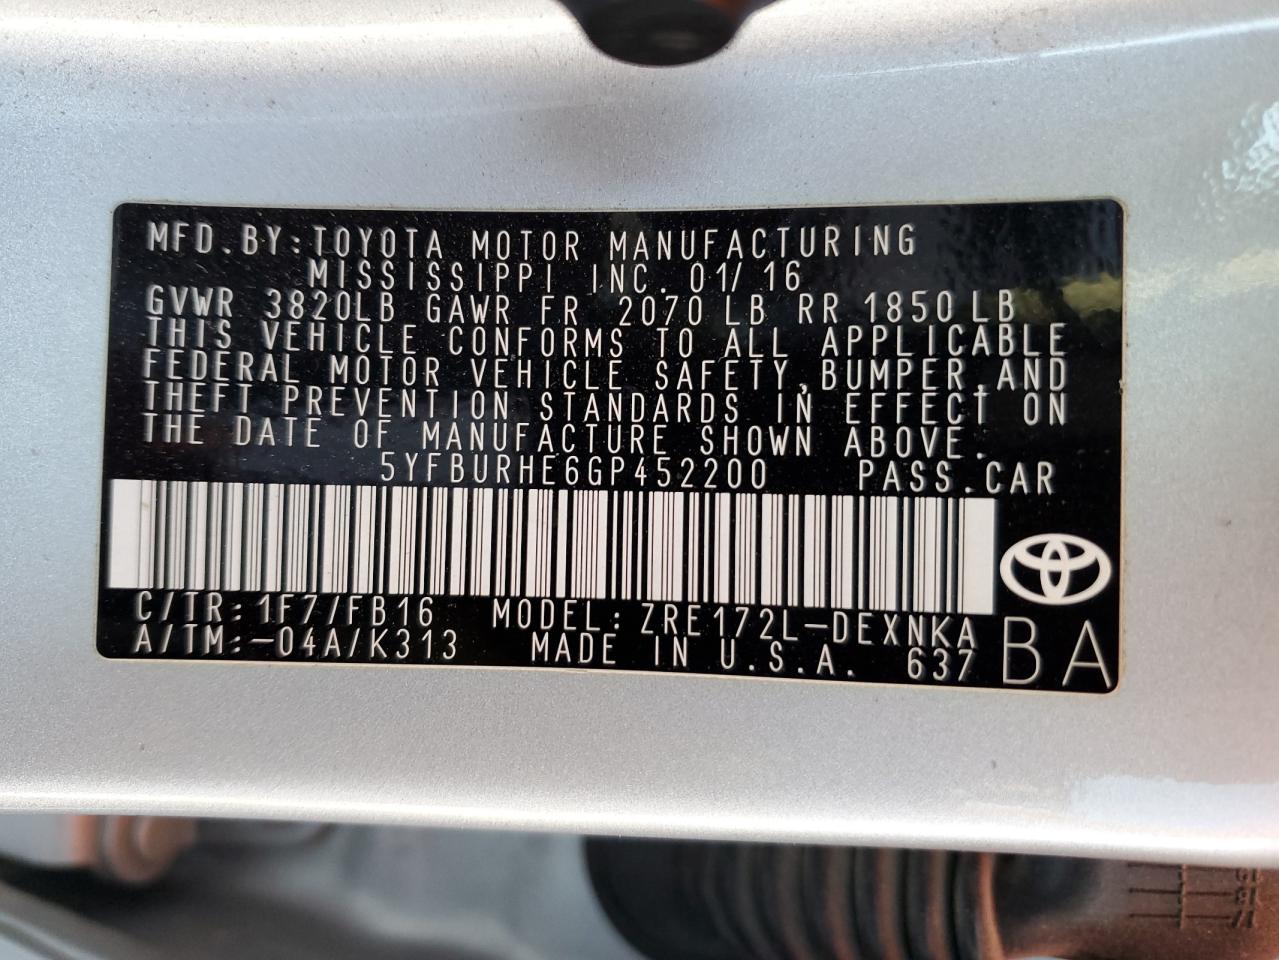 MFD.BY:TOYOTA MOTOR MANUFACTURING
MISSISSIPPI INC. 01/16
GVWR 3820LB GAWR FR 2070 LB RR 1850 LB
THIS VEHICLE CONFORMS TO ALL APPLICABLE
FEDERAL MOTOR VEHICLE SAFETY,BUMPER,AND
THEFT PREVENTION STANDARDS IN EFFECT ON
THE DATE OF MANUFACTURE SHOWN ABOVE.
5YFBURHE6GP452200 PASS.CAR
C/TR:1F7/FB16 MODEL:ZRE172L-DEXNKA
A/TM:-04A/K313 MADE IN U.S.A. 637 BA